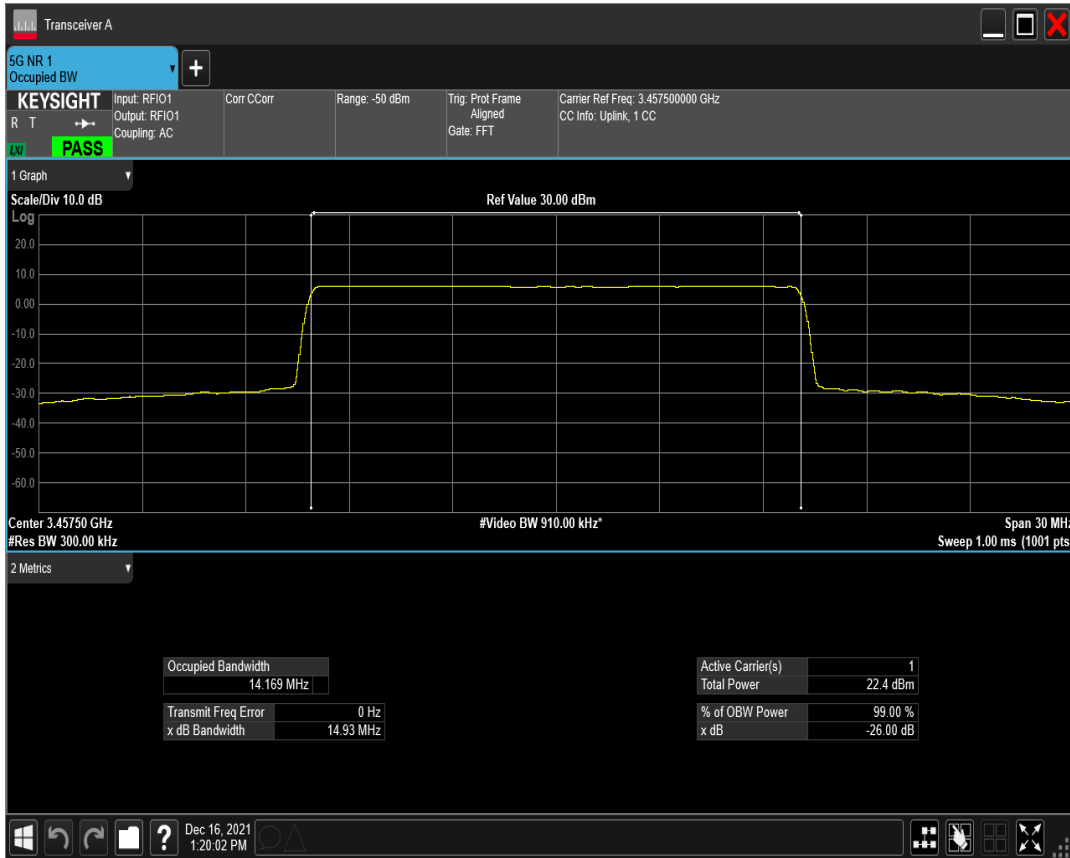 Transceiver A
5G NR 1
Occupied BW
KEYSIGHT
R T
LXI
PASS
Input: RFIO1
Output: RFIO1
Coupling: AC
Corr CCorr
Range: -50 dBm
Trig: Prot Frame
Aligned
Gate: FFT
Carrier Ref Freq: 3.457500000 GHz
CC Info: Uplink, 1 CC
1 Graph
Scale/Div 10.0 dB
Ref Value 30.00 dBm
Log
20.0
10.0
0.00
-10.0
-20.0
-30.0
-40.0
-50.0
-60.0
Center 3.45750 GHz
#Video BW 910.00 kHz*
Span 30 MHz
#Res BW 300.00 kHz
Sweep 1.00 ms (1001 pts
2 Metrics
Occupied Bandwidth
14.169 MHz
Transmit Freq Error 0 Hz
x dB Bandwidth 14.93 MHz
Active Carrier(s) 1
Total Power 22.4 dBm
% of OBW Power 99.00 %
x dB -26.00 dB
?
Dec 16, 2021
1:20:02 PM